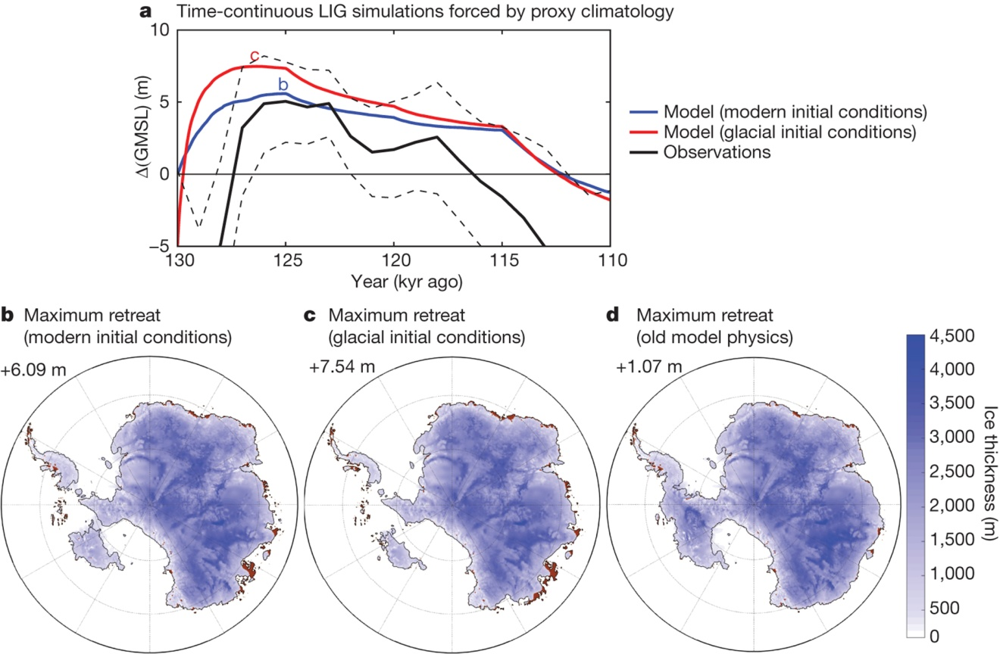 a Time-continuous LIG simulations forced by proxy climatology
10
5
0
–5
Δ(GMSL) (m)
c
b
130 125 120 115 110
Year (kyr ago)
Model (modern initial conditions)
Model (glacial initial conditions)
Observations
b Maximum retreat
(modern initial conditions)
+6.09 m
c Maximum retreat
(glacial initial conditions)
+7.54 m
d Maximum retreat
(old model physics)
+1.07 m
4,500
4,000
3,500
3,000
2,500
2,000
1,500
1,000
500
0
Ice thickness (m)